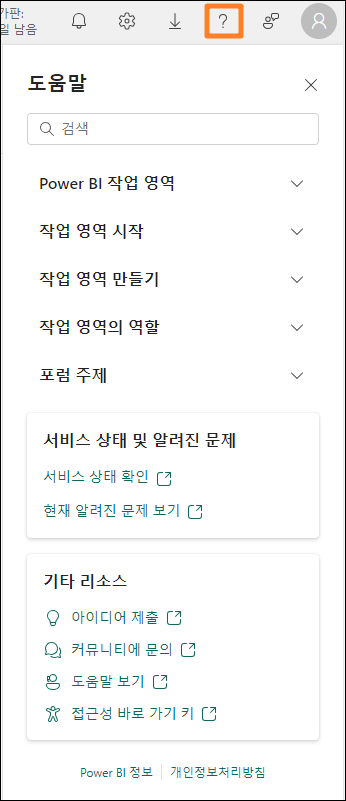 가판:
일 남음
?
도움말
검색
Power BI 작업 영역
작업 영역 시작
작업 영역 만들기
작업 영역의 역할
포럼 주제
서비스 상태 및 알려진 문제
서비스 상태 확인
현재 알려진 문제 보기
기타 리소스
아이디어 제출
커뮤니티에 문의
도움말 보기
접근성 바로 가기 키
Power BI 정보 | 개인정보처리방침